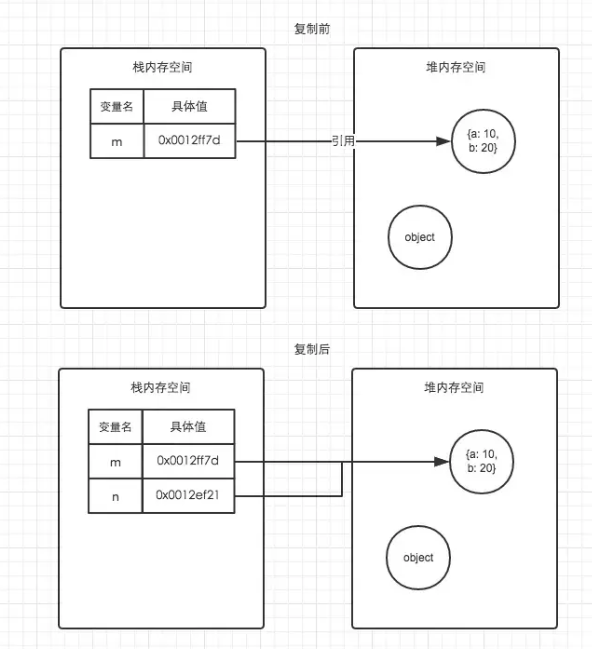 复制前
栈内存空间
堆内存空间
变量名 具体值
m 0x0012ff7d
引用
{a: 10,
b: 20}
object
复制后
栈内存空间
堆内存空间
变量名 具体值
m 0x0012ff7d
n 0x0012ef21
{a: 10,
b: 20}
object